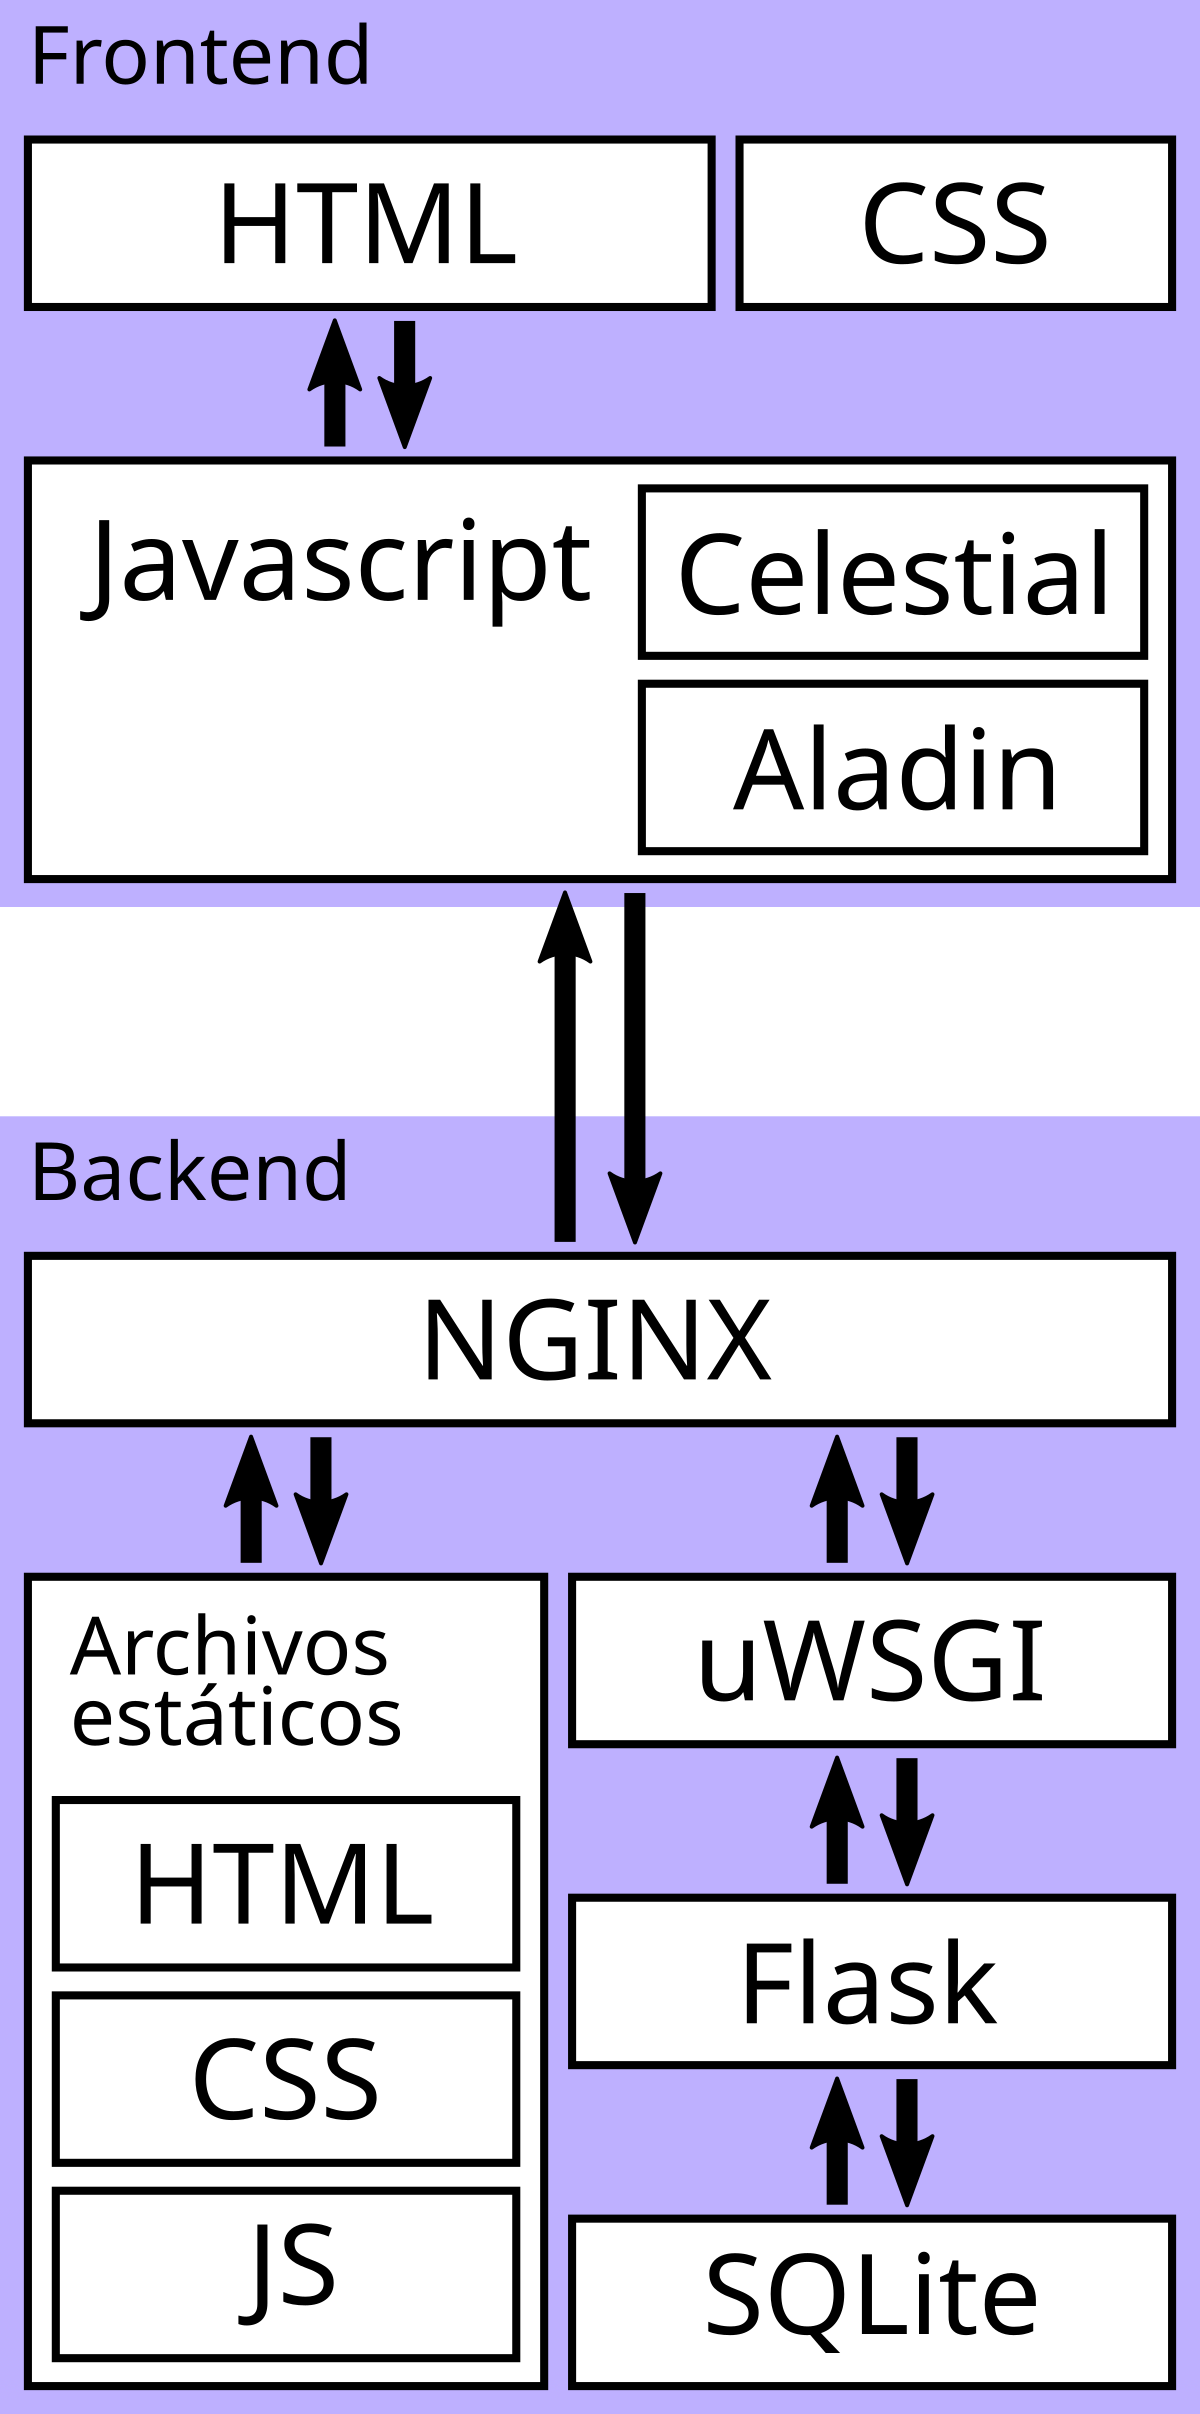 Frontend
HTML
CSS
Javascript
Celestial
Aladin
Backend
NGINX
Archivos
estáticos
HTML
CSS
JS
uWSGI
Flask
SQLite